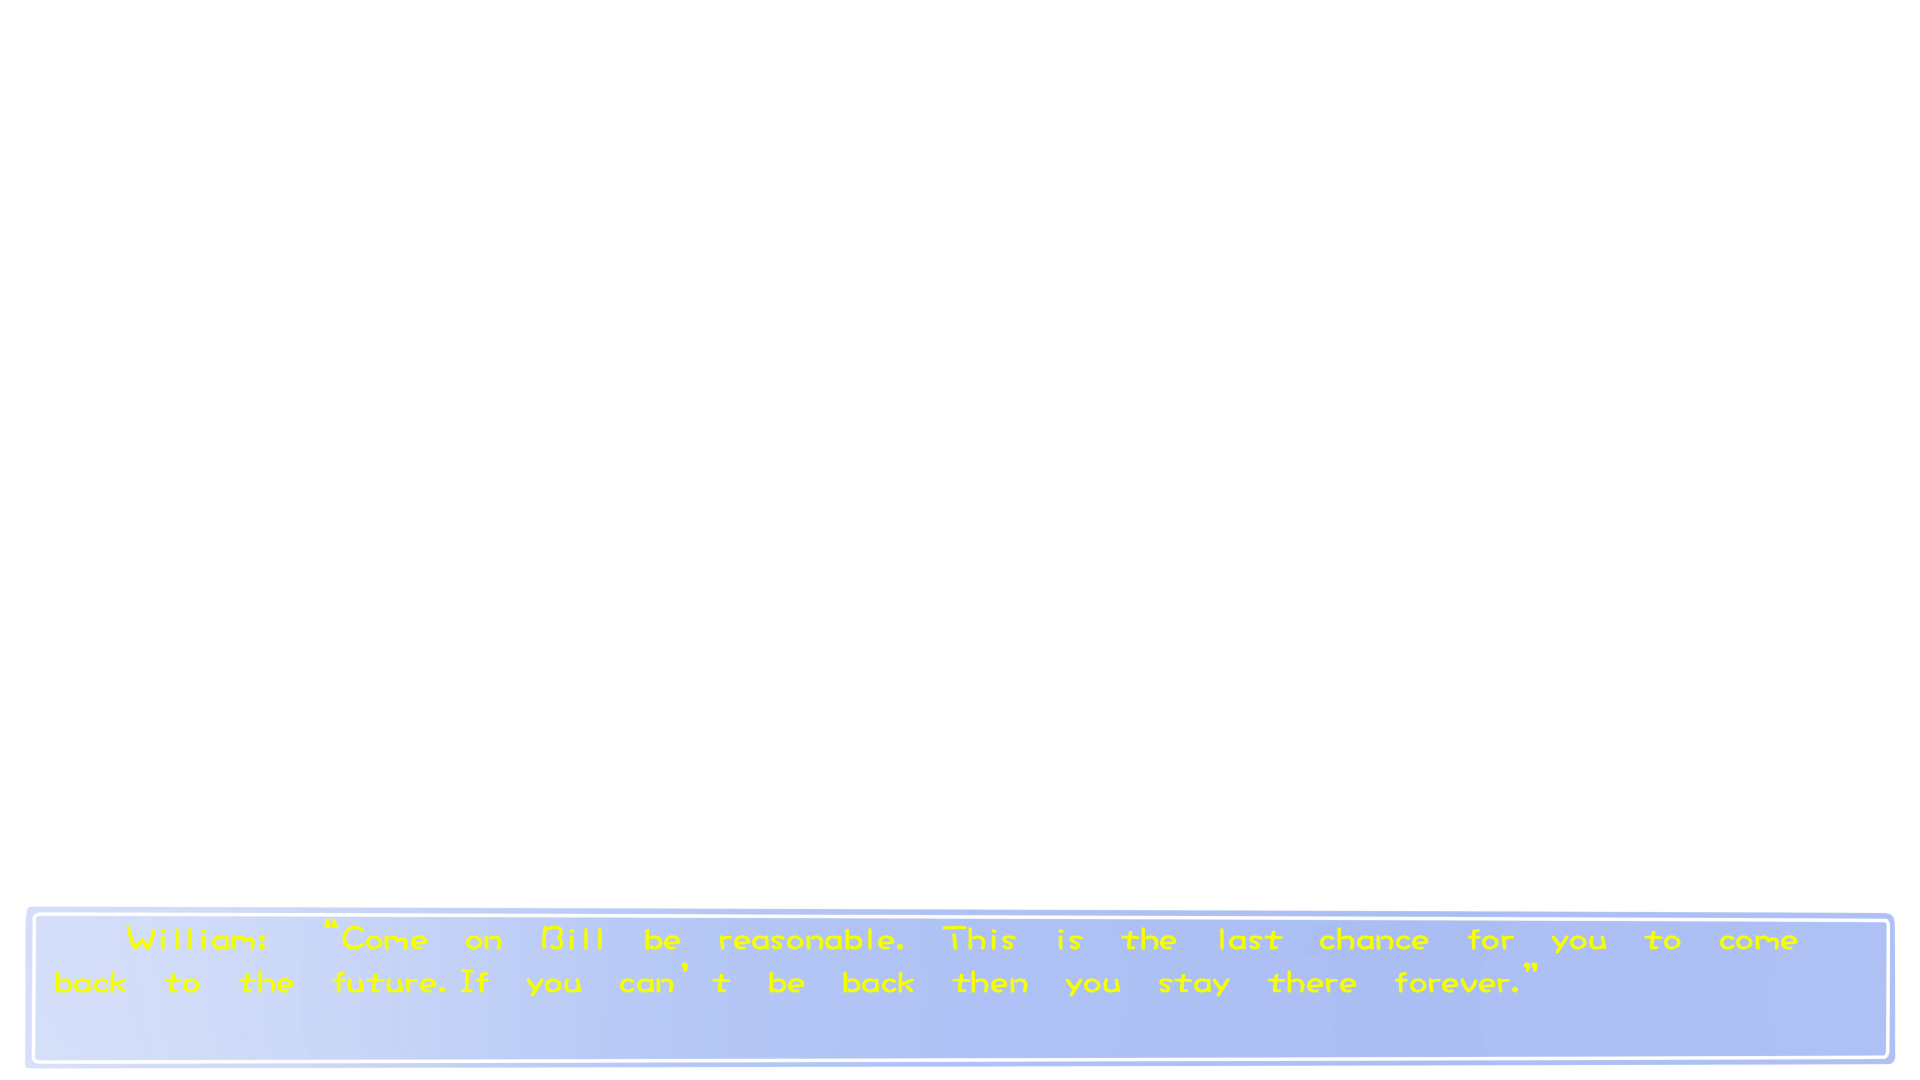 William: “Come on Bill be reasonable. This is the last chance for you to come
back to the future. If you can’t be back then you stay there forever.”